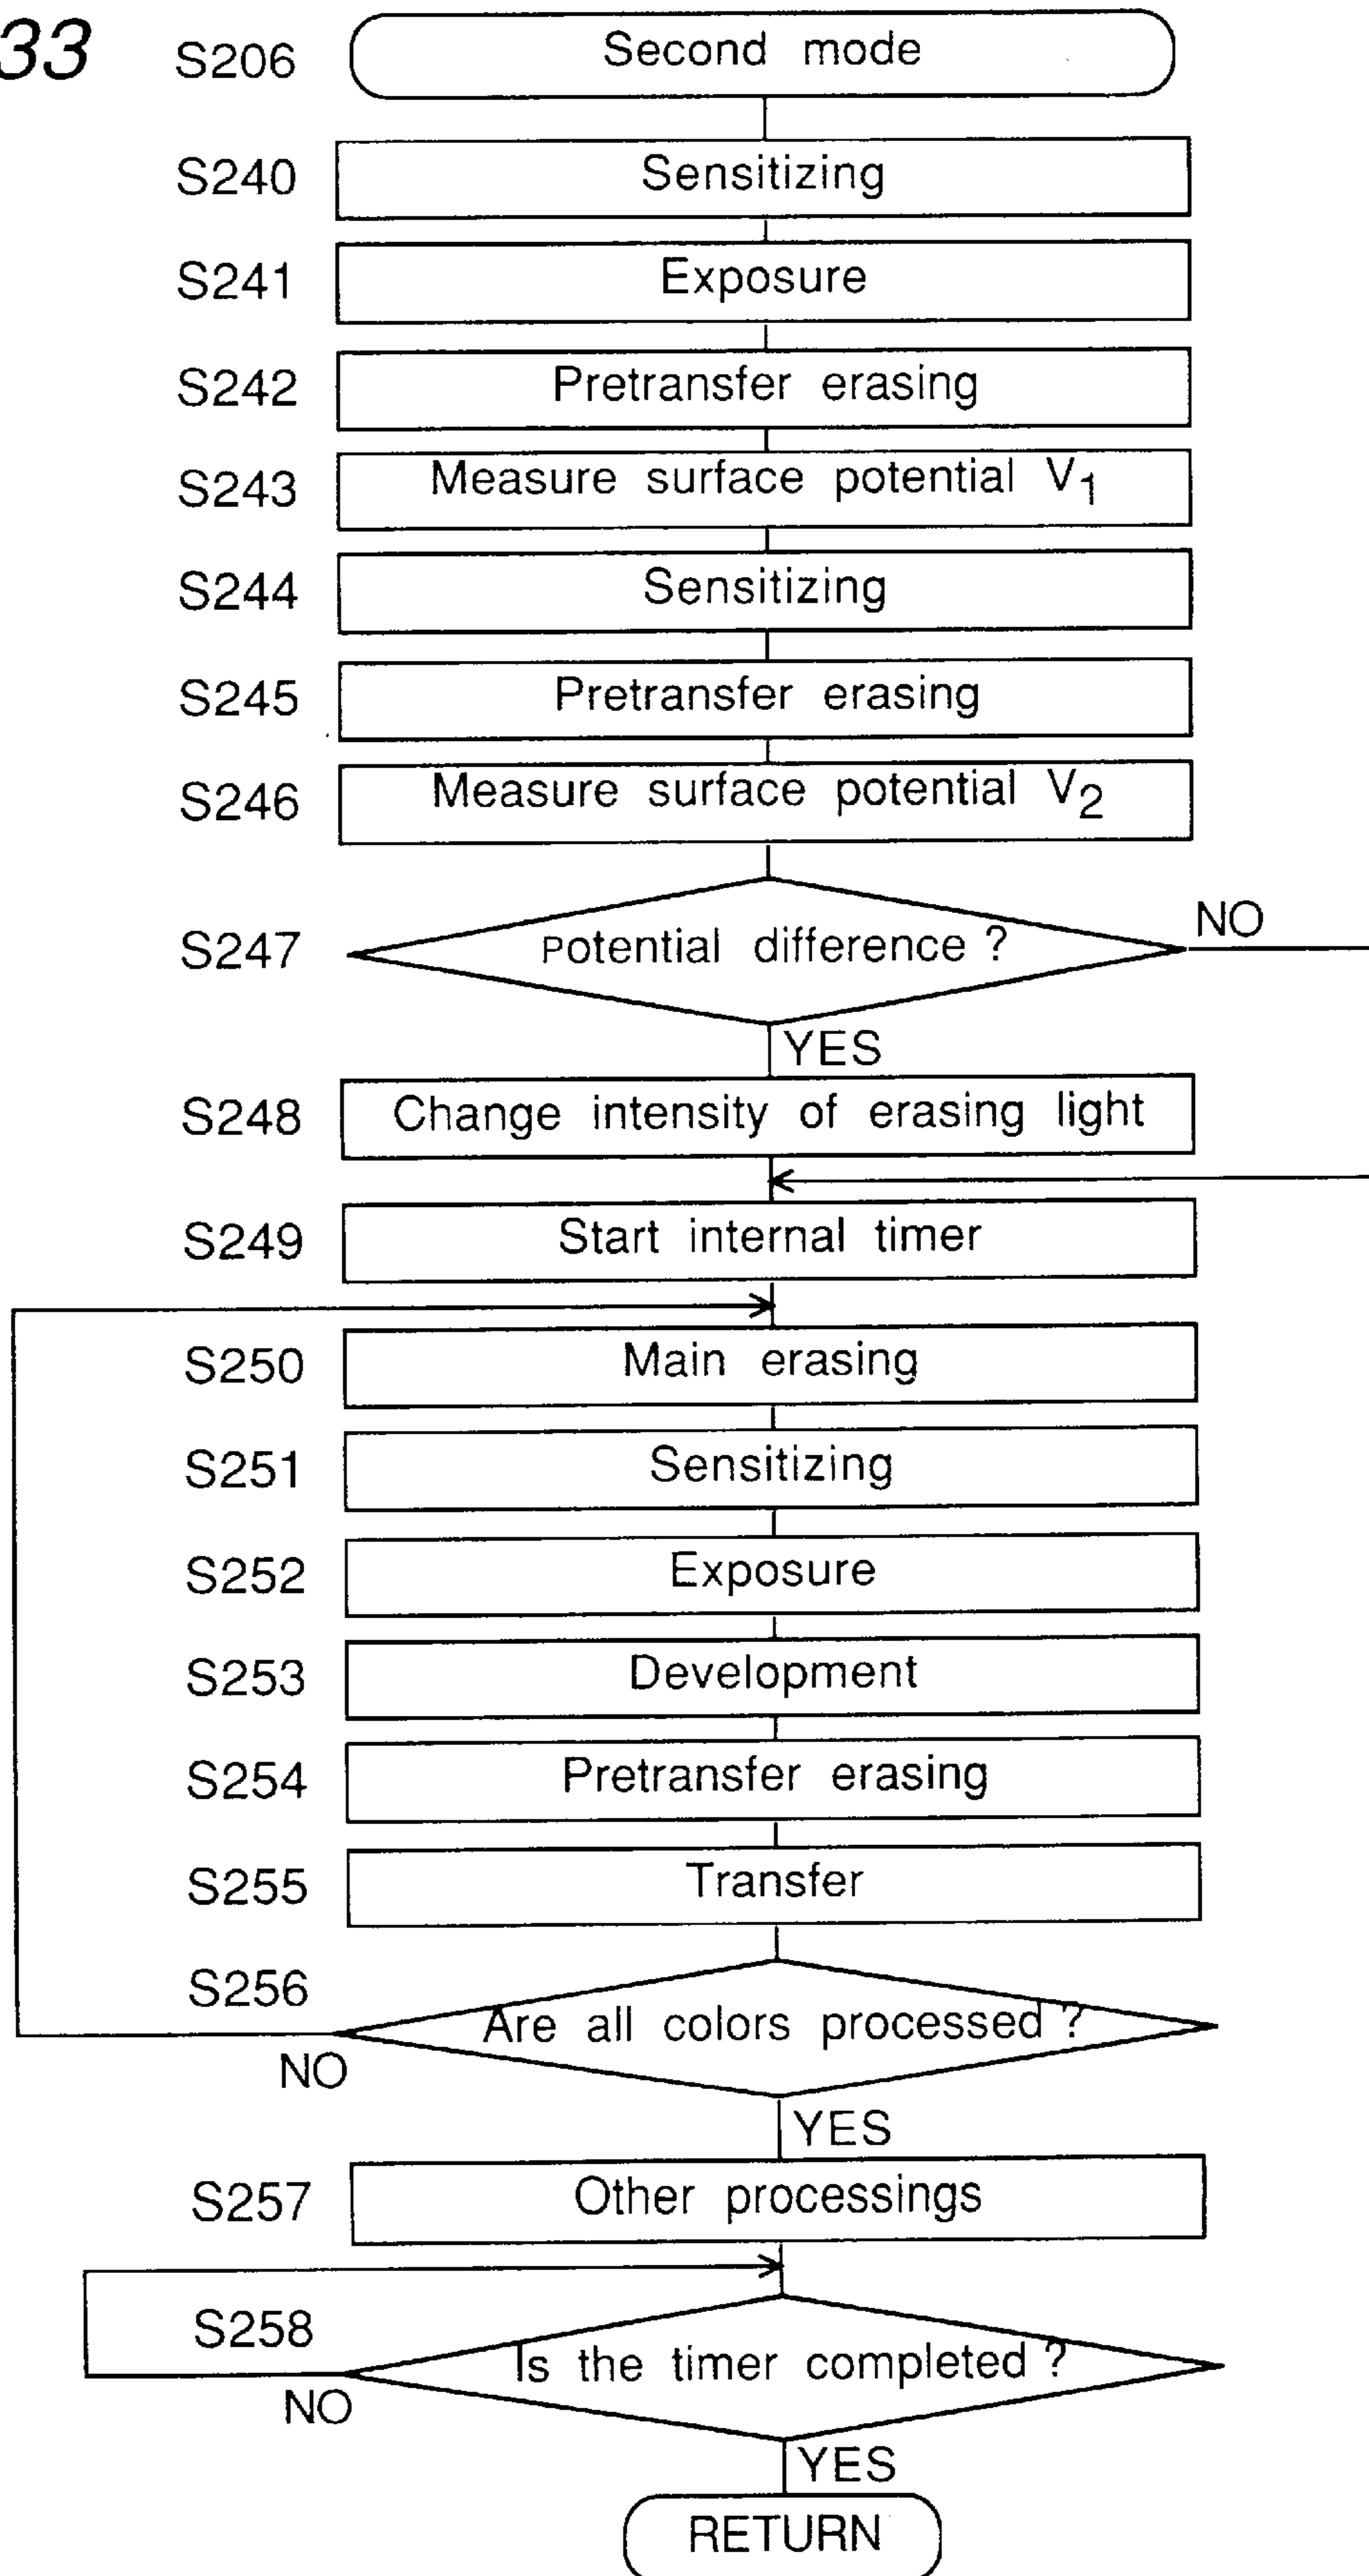 33
S206 Second mode
S240 Sensitizing
S241 Exposure
S242 Pretransfer erasing
S243 Measure surface potential V1
S244 Sensitizing
S245 Pretransfer erasing
S246 Measure surface potential V2
S247 Potential difference ? NO
YES
S248 Change intensity of erasing light
S249 Start internal timer
S250 Main erasing
S251 Sensitizing
S252 Exposure
S253 Development
S254 Pretransfer erasing
S255 Transfer
S256 Are all colors processed ?
NO
YES
S257 Other processings
S258 Is the timer completed ?
NO
YES
RETURN